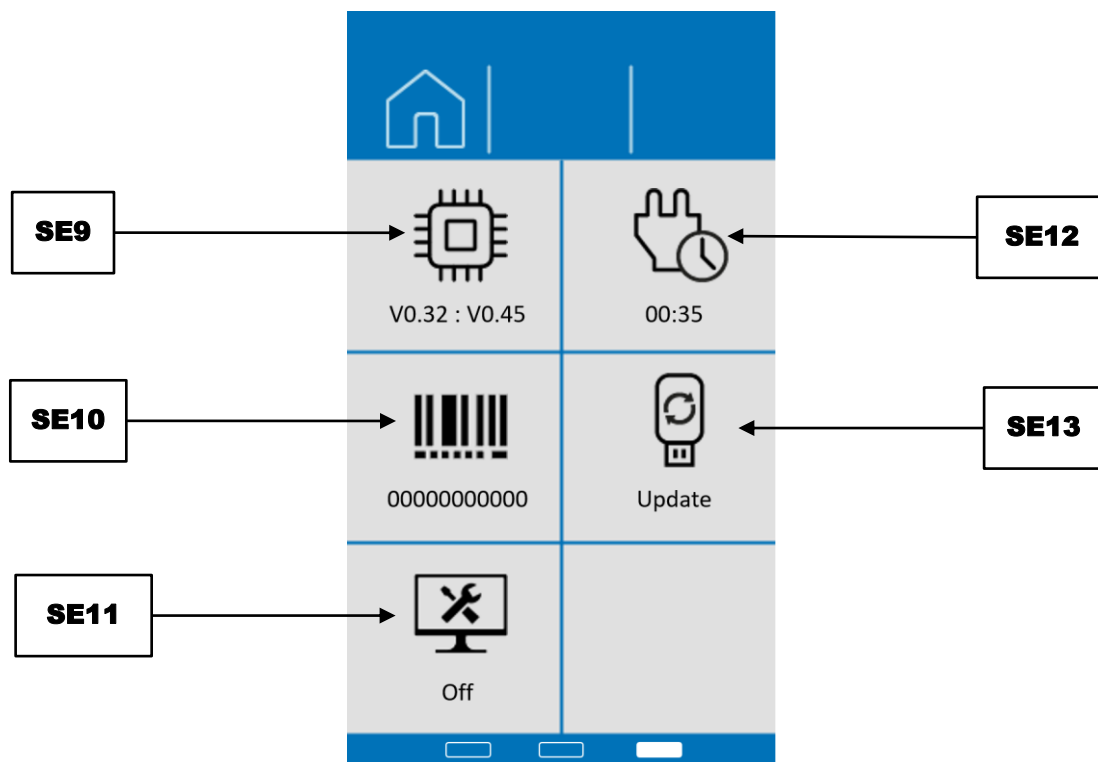 SE9
SE12
V0.32 : V0.45
00:35
SE10
SE13
00000000000
Update
SE11
Off